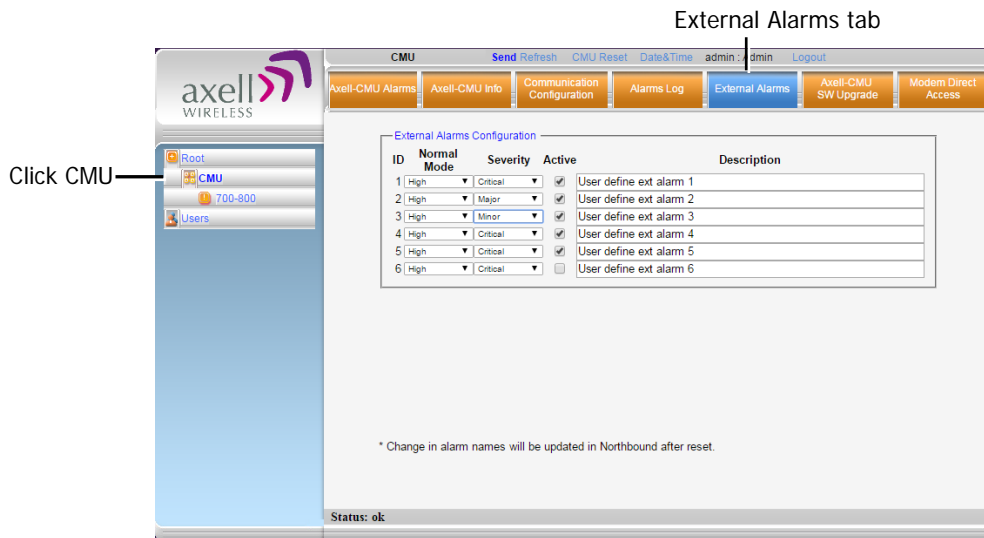 External Alarms tab
CMU Send Refresh CMU Reset Date&Time admin : Admin Logout
axell
WIRELESS
Axell-CMU Alarms Axell-CMU Info Communication Configuration Alarms Log External Alarms Axell-CMU SW Upgrade Modem Direct Access
Click CMU
Root
CMU
700-800
Users
External Alarms Configuration
ID Normal Mode Severity Active Description
1 High Critical User define ext alarm 1
2 High Major User define ext alarm 2
3 High Minor User define ext alarm 3
4 High Critical User define ext alarm 4
5 High Critical User define ext alarm 5
6 High Critical User define ext alarm 6
* Change in alarm names will be updated in Northbound after reset.
Status: ok